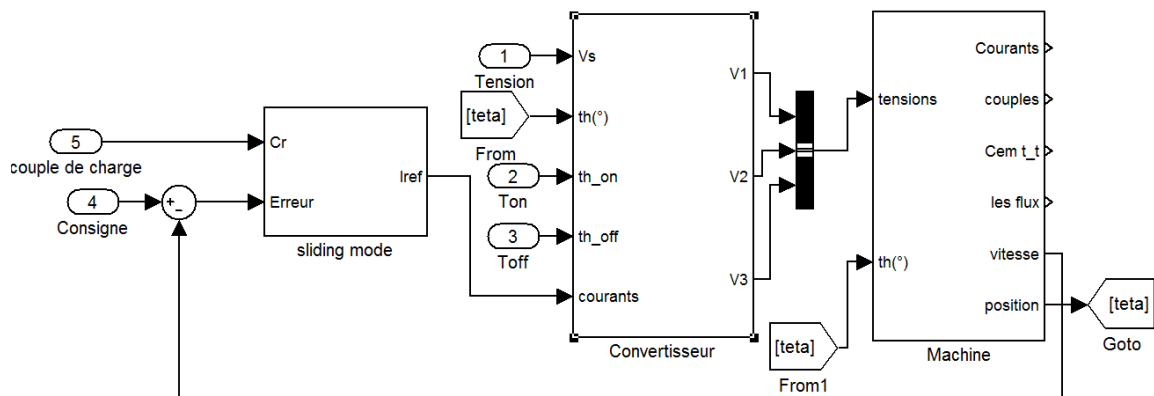 5
couple de charge
4
Consigne
+
-
Cr
Erreur
Iref
sliding mode
1
Tension
[teta]
From
2
Ton
3
Toff
Vs
th(°)
th_on
th_off
courants
V1
V2
V3
Convertisseur
[teta]
From1
tensions
th(°)
Courants
couples
Cem t_t
les flux
vitesse
position
Machine
[teta]
Goto